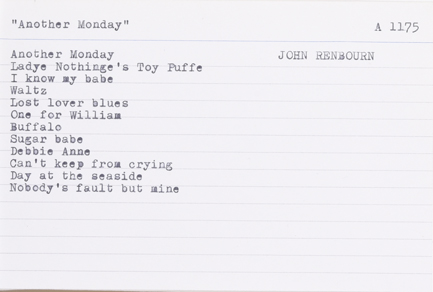 "Another Monday" A 1175
Another Monday JOHN RENBOURN
Ladye Nothinge's Toy Puffe
I know my babe
Waltz
Lost lover blues
One for William
Buffalo
Sugar babe
Debbie Anne
Can't keep from crying
Day at the seaside
Nobody's fault but mine